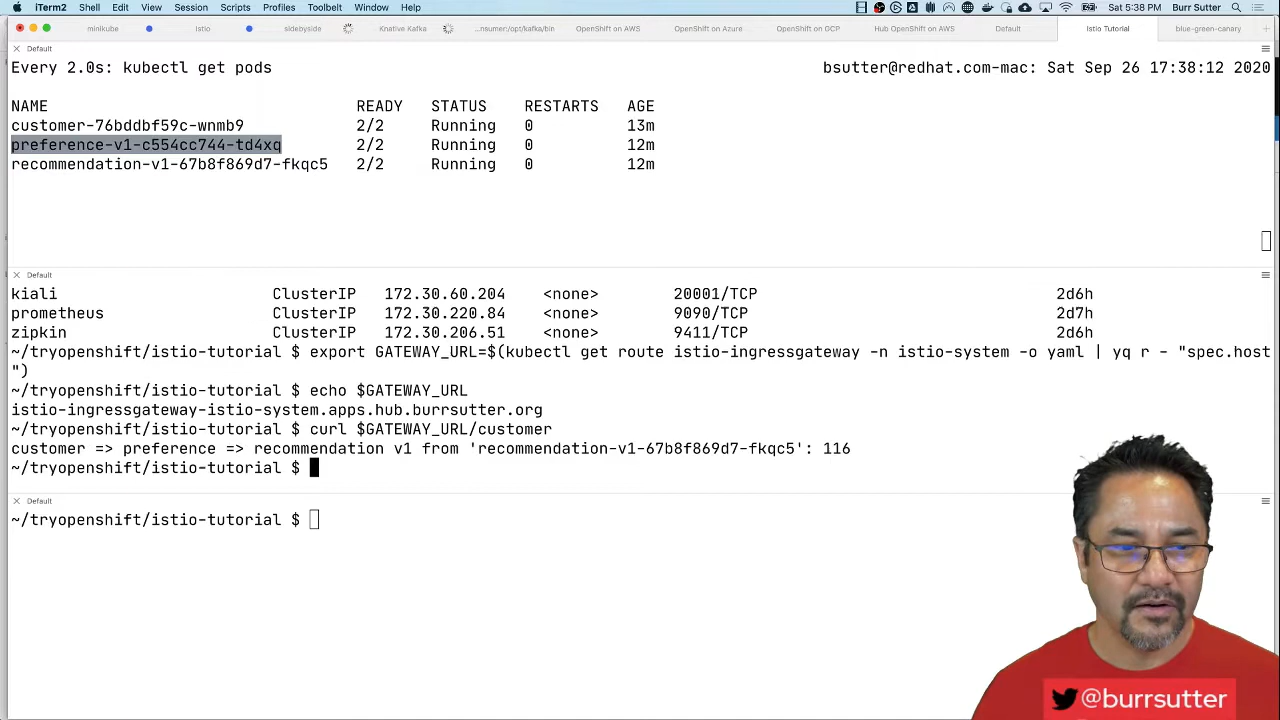 iTerm2 Shell Edit View Session Scripts Profiles Toolbelt Window Help Sat 5:38 PM Burr Sutter
minikube istio sidebyside Knative Kafka ...nsumer:/opt/kafka/bin OpenShift on AWS OpenShift on Azure OpenShift on GCP Hub OpenShift on AWS Default Istio Tutorial blue-green-canary
Default
Every 2.0s: kubectl get pods bsutter@redhat.com-mac: Sat Sep 26 17:38:12 2020
NAME READY STATUS RESTARTS AGE
customer-76bddbf59c-wnmb9 2/2 Running 0 13m
preference-v1-c554cc744-td4xq 2/2 Running 0 12m
recommendation-v1-67b8f869d7-fkqc5 2/2 Running 0 12m
Default
kiali ClusterIP 172.30.60.204 <none> 20001/TCP 2d6h
prometheus ClusterIP 172.30.220.84 <none> 9090/TCP 2d7h
zipkin ClusterIP 172.30.206.51 <none> 9411/TCP 2d6h
~/tryopenshift/istio-tutorial $ export GATEWAY_URL=$(kubectl get route istio-ingressgateway -n istio-system -o yaml | yq r - "spec.host
")
~/tryopenshift/istio-tutorial $ echo $GATEWAY_URL
istio-ingressgateway-istio-system.apps.hub.burrsutter.org
~/tryopenshift/istio-tutorial $ curl $GATEWAY_URL/customer
customer => preference => recommendation v1 from 'recommendation-v1-67b8f869d7-fkqc5': 116
~/tryopenshift/istio-tutorial $
Default
~/tryopenshift/istio-tutorial $
@burrsutter